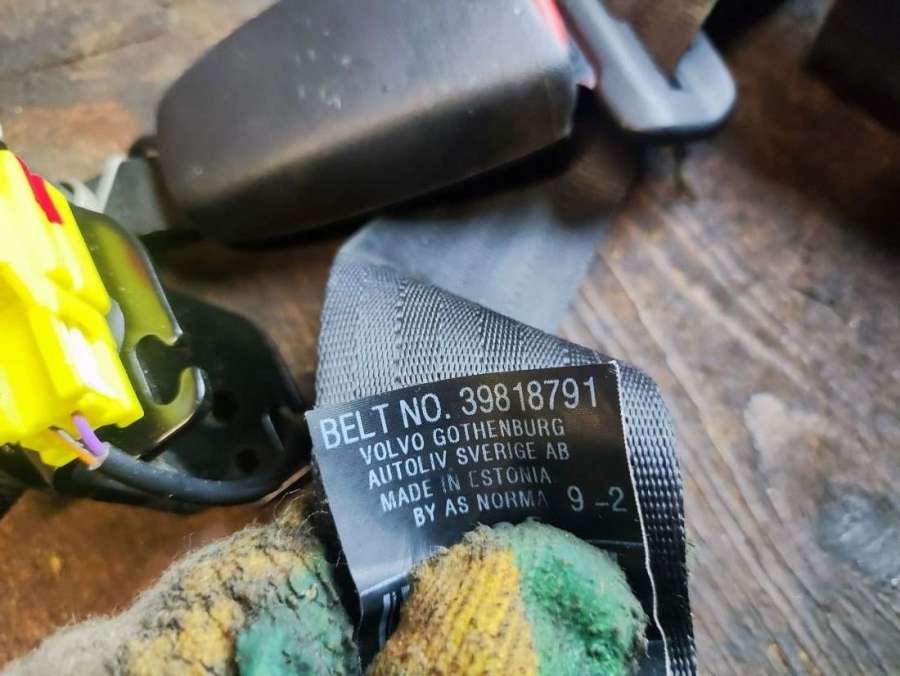 BELT NO. 39818791
VOLVO GOTHENBURG
AUTOLIV SVERIGE AB
MADE IN ESTONIA
BY AS NORMA 9-2